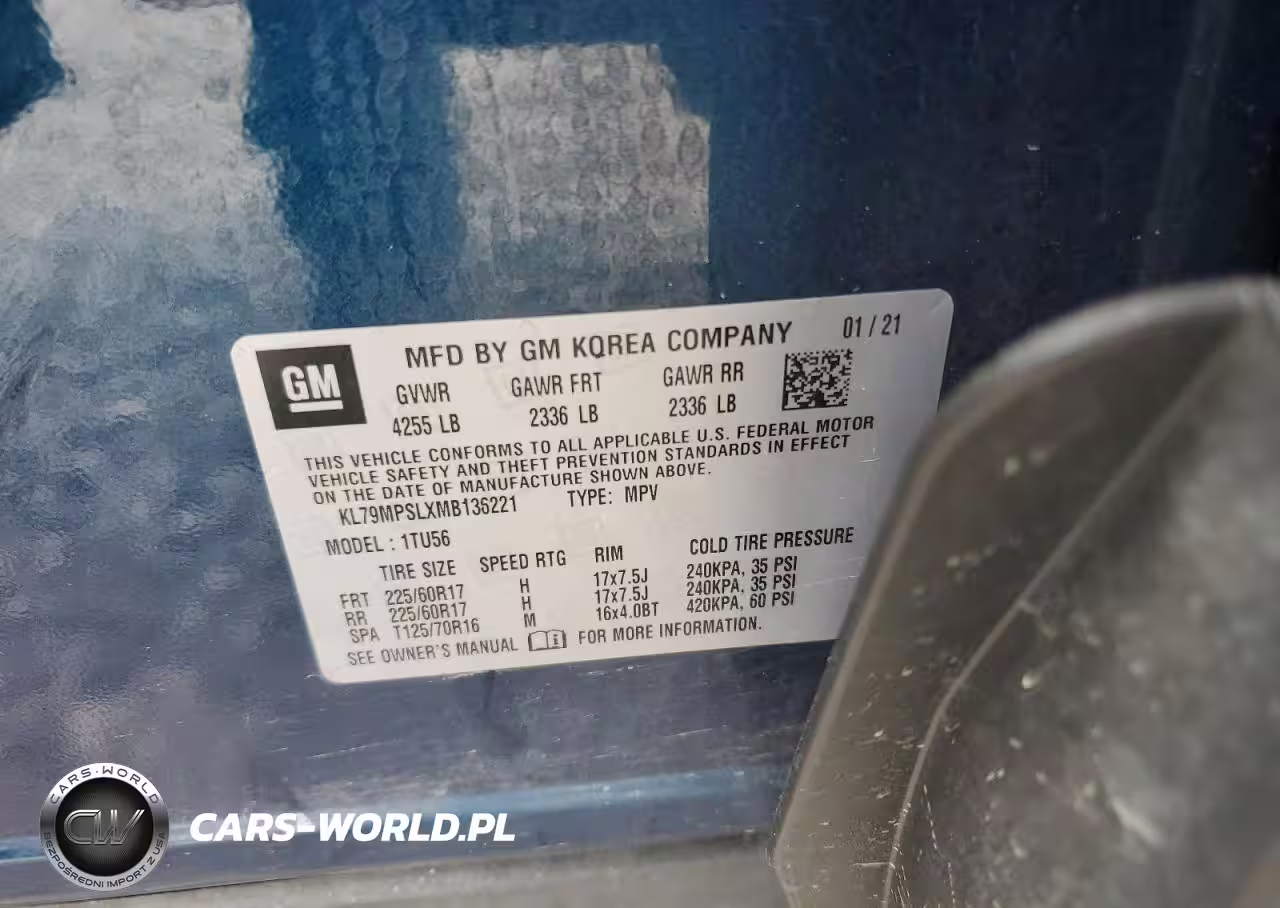 GM
MFD BY GM KOREA COMPANY 01/21
GVWR GAWR FRT GAWR RR
4255 LB 2336 LB 2336 LB
THIS VEHICLE CONFORMS TO ALL APPLICABLE U.S. FEDERAL MOTOR
VEHICLE SAFETY AND THEFT PREVENTION STANDARDS IN EFFECT
ON THE DATE OF MANUFACTURE SHOWN ABOVE.
KL79MPSLXMB136221 TYPE: MPV
MODEL: 1TU56
TIRE SIZE SPEED RTG RIM COLD TIRE PRESSURE
FRT 225/60R17 H 17x7.5J 240KPA, 35 PSI
RR 225/60R17 H 17x7.5J 240KPA, 35 PSI
SPA T125/70R16 M 16x4.0BT 420KPA, 60 PSI
SEE OWNER'S MANUAL FOR MORE INFORMATION.
CARS-WORLD
CW
BEZPOŚREDNI IMPORT Z USA
CARS-WORLD.PL